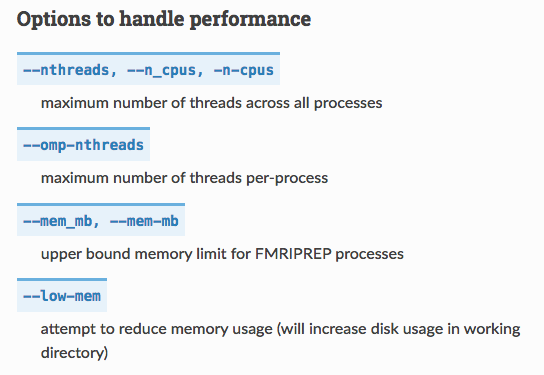 Options to handle performance
--nthreads, --n_cpus, -n-cpus
maximum number of threads across all processes
--omp-nthreads
maximum number of threads per-process
--mem_mb, --mem-mb
upper bound memory limit for FMRIPREP processes
--low-mem
attempt to reduce memory usage (will increase disk usage in working
directory)